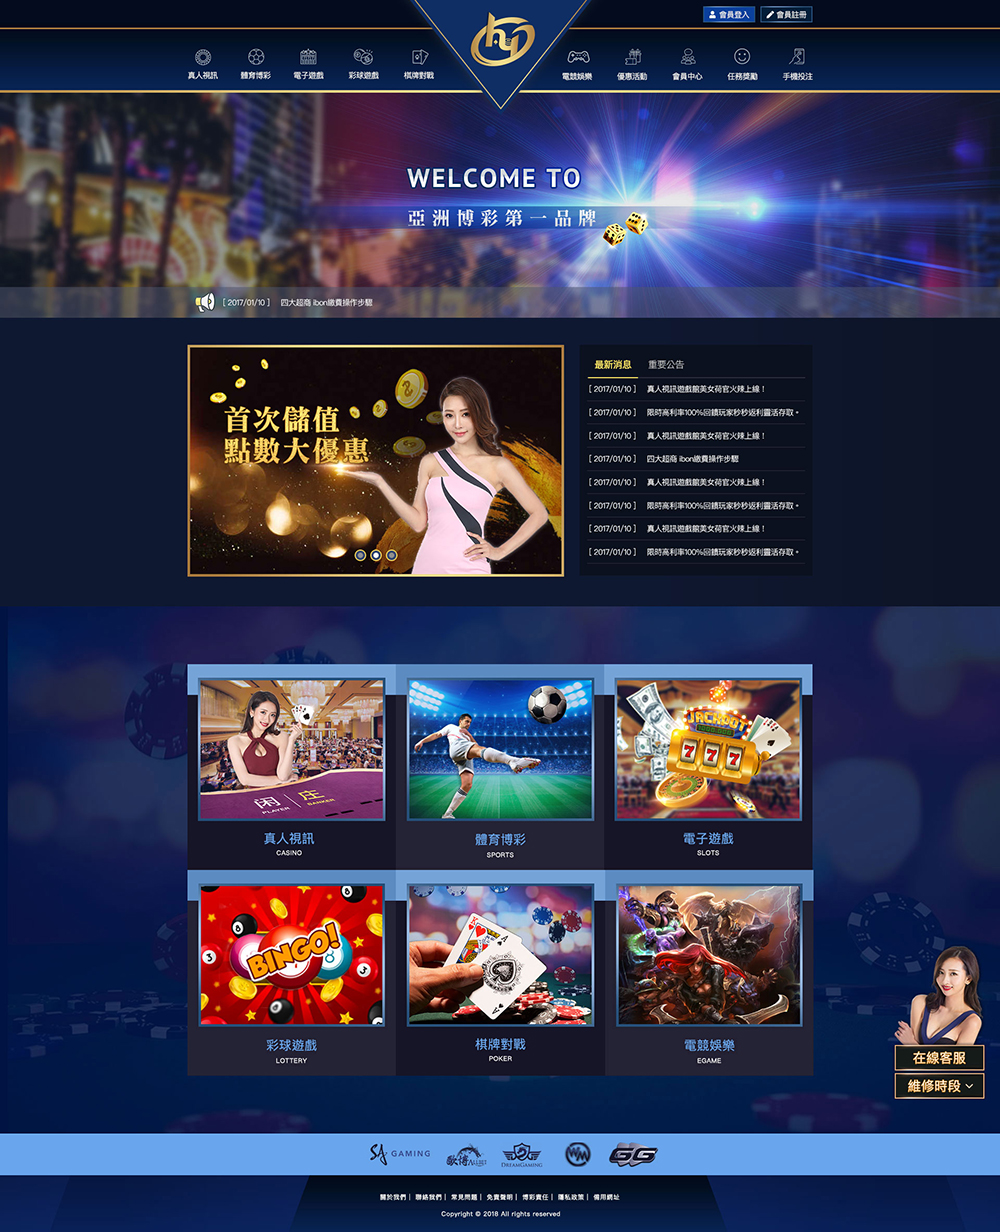 會員登入
會員註冊
真人視訊
體育博彩
電子遊戲
彩球遊戲
棋牌對戰
hy
電競娛樂
優惠活動
會員中心
任務獎勵
手機投注
WELCOME TO
亞洲博彩第一品牌
[ 2017/01/10 ] 四大超商 ibon繳費操作步驟
首次儲值
點數大優惠
最新消息 重要公告
[ 2017/01/10 ] 真人視訊遊戲館美女荷官火辣上線！
[ 2017/01/10 ] 限時高利率100%回饋玩家秒秒返利靈活存取。
[ 2017/01/10 ] 真人視訊遊戲館美女荷官火辣上線！
[ 2017/01/10 ] 四大超商 ibon繳費操作步驟
[ 2017/01/10 ] 真人視訊遊戲館美女荷官火辣上線！
[ 2017/01/10 ] 限時高利率100%回饋玩家秒秒返利靈活存取。
[ 2017/01/10 ] 真人視訊遊戲館美女荷官火辣上線！
[ 2017/01/10 ] 限時高利率100%回饋玩家秒秒返利靈活存取。
闲 庄
PLAYER BANKER
JACKPOT
7 7 7
真人視訊
CASINO
體育博彩
SPORTS
電子遊戲
SLOTS
BINGO!
彩球遊戲
LOTTERY
棋牌對戰
POKER
電競娛樂
EGAME
在線客服
維修時段
SA GAMING
歐博 ALLBET
DREAMGAMING
WM
GG
關於我們 | 聯絡我們 | 常見問題 | 免責聲明 | 博彩責任 | 隱私政策 | 備用網址
Copyright © 2018 All rights reserved